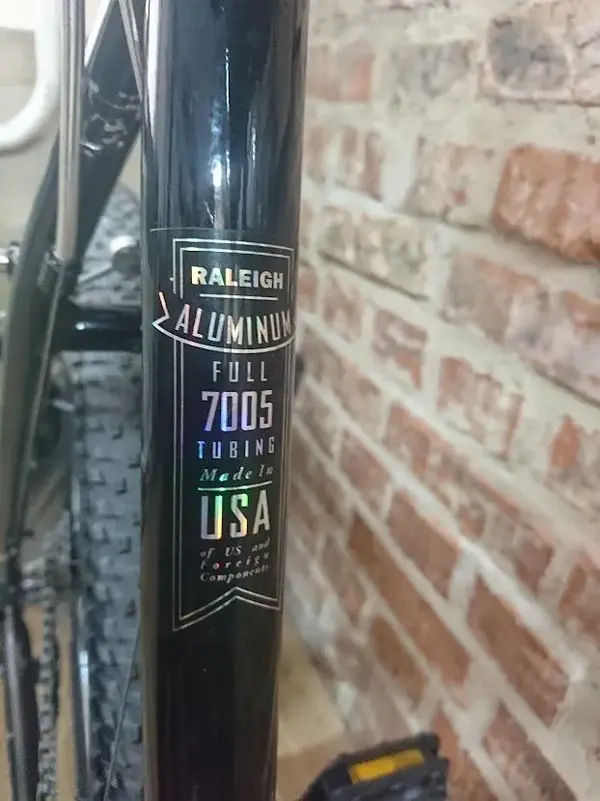 RALEIGH
ALUMINUM
FULL
7005
TUBING
Made In
USA
of US and
Foreign
Components